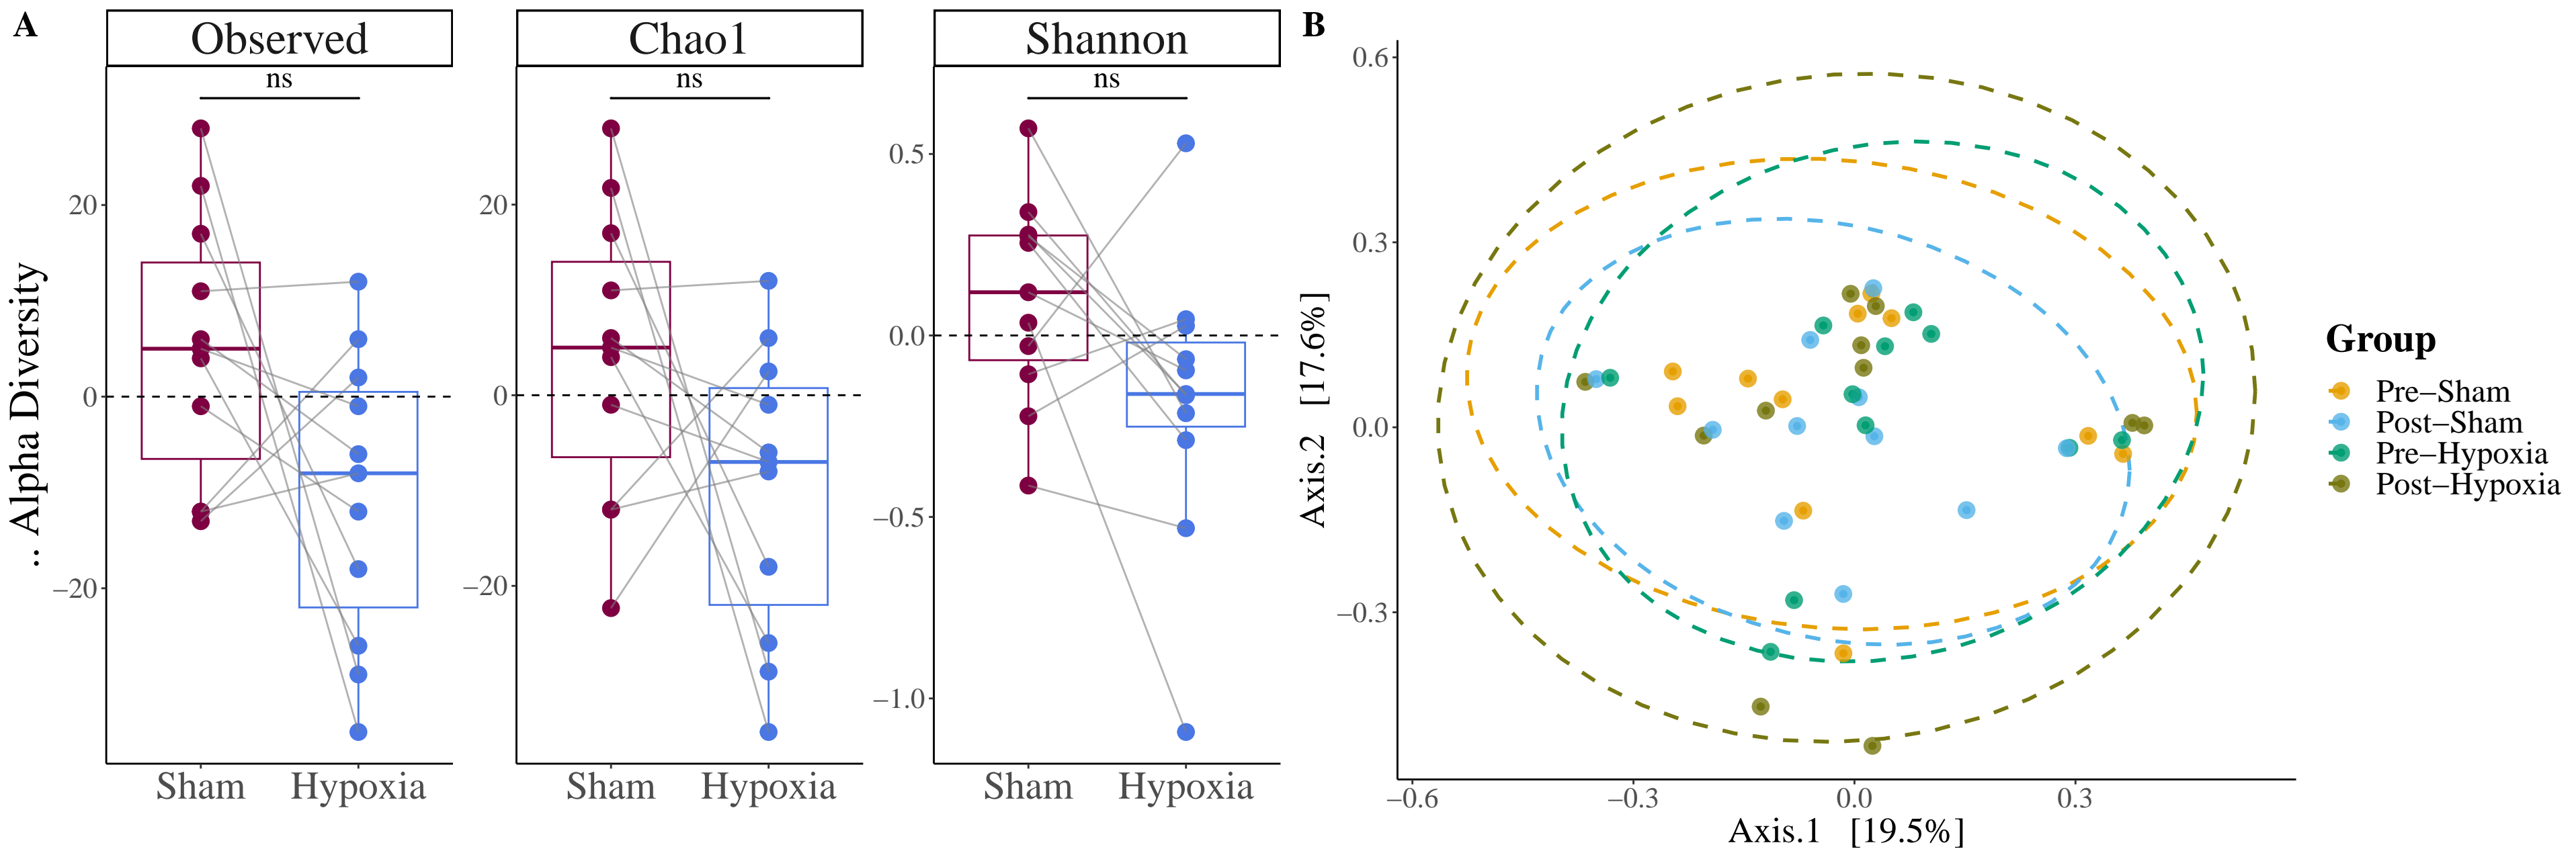 A
Observed
Chao1
Shannon
B
ns
ns
ns
.. Alpha Diversity
20
0
−20
20
0
−20
0.5
0.0
−0.5
−1.0
Sham
Hypoxia
Sham
Hypoxia
Sham
Hypoxia
Axis.2 [17.6%]
0.6
0.3
0.0
−0.3
−0.6
−0.3
0.0
0.3
Axis.1 [19.5%]
Group
Pre−Sham
Post−Sham
Pre−Hypoxia
Post−Hypoxia